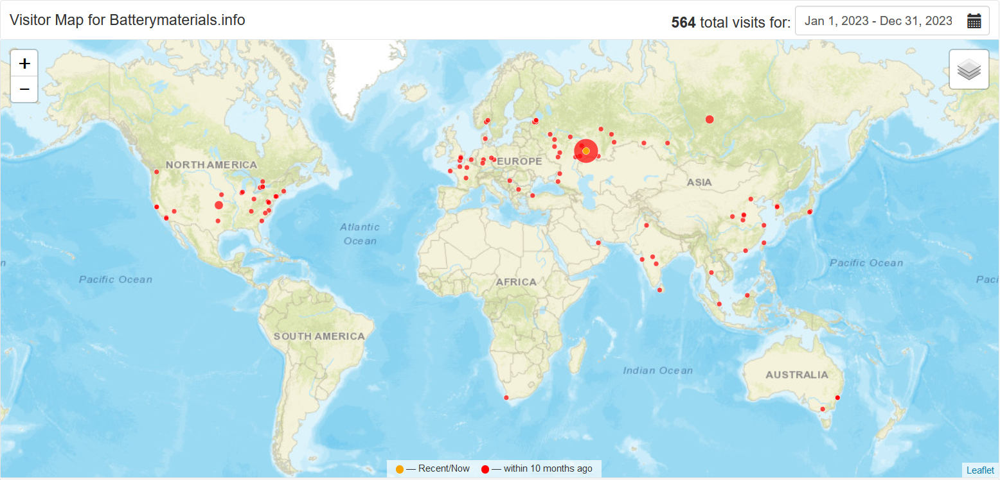 Visitor Map for Batterymaterials.info
564 total visits for:
Jan 1, 2023 - Dec 31, 2023
+
−
NORTH AMERICA
EUROPE
ASIA
Atlantic
Ocean
Pacific Ocean
Pacific Ocean
n
Paci
AFRICA
SOUTH AMERICA
Indian Ocean
AUSTRALIA
— Recent/Now
— within 10 months ago
Leaflet